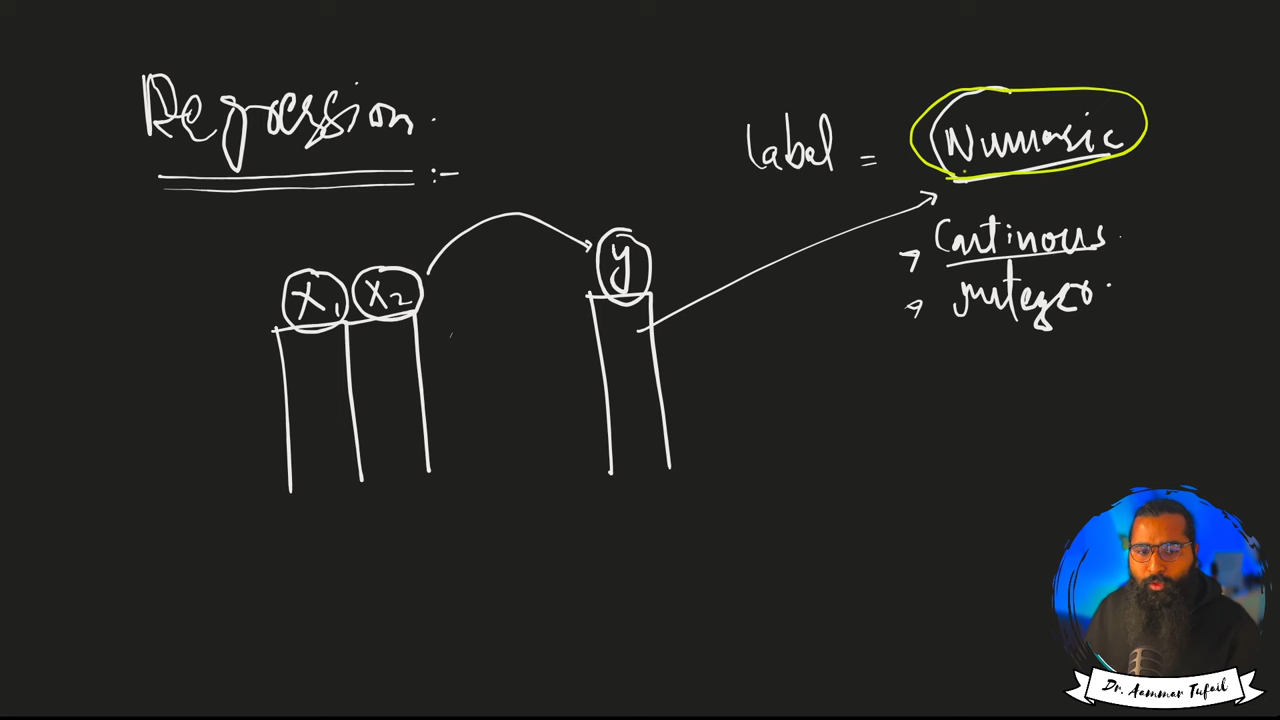 Regression :-
Label = Numeric
Continous
Integer
X1 X2
y
Dr. Aammar Tufail